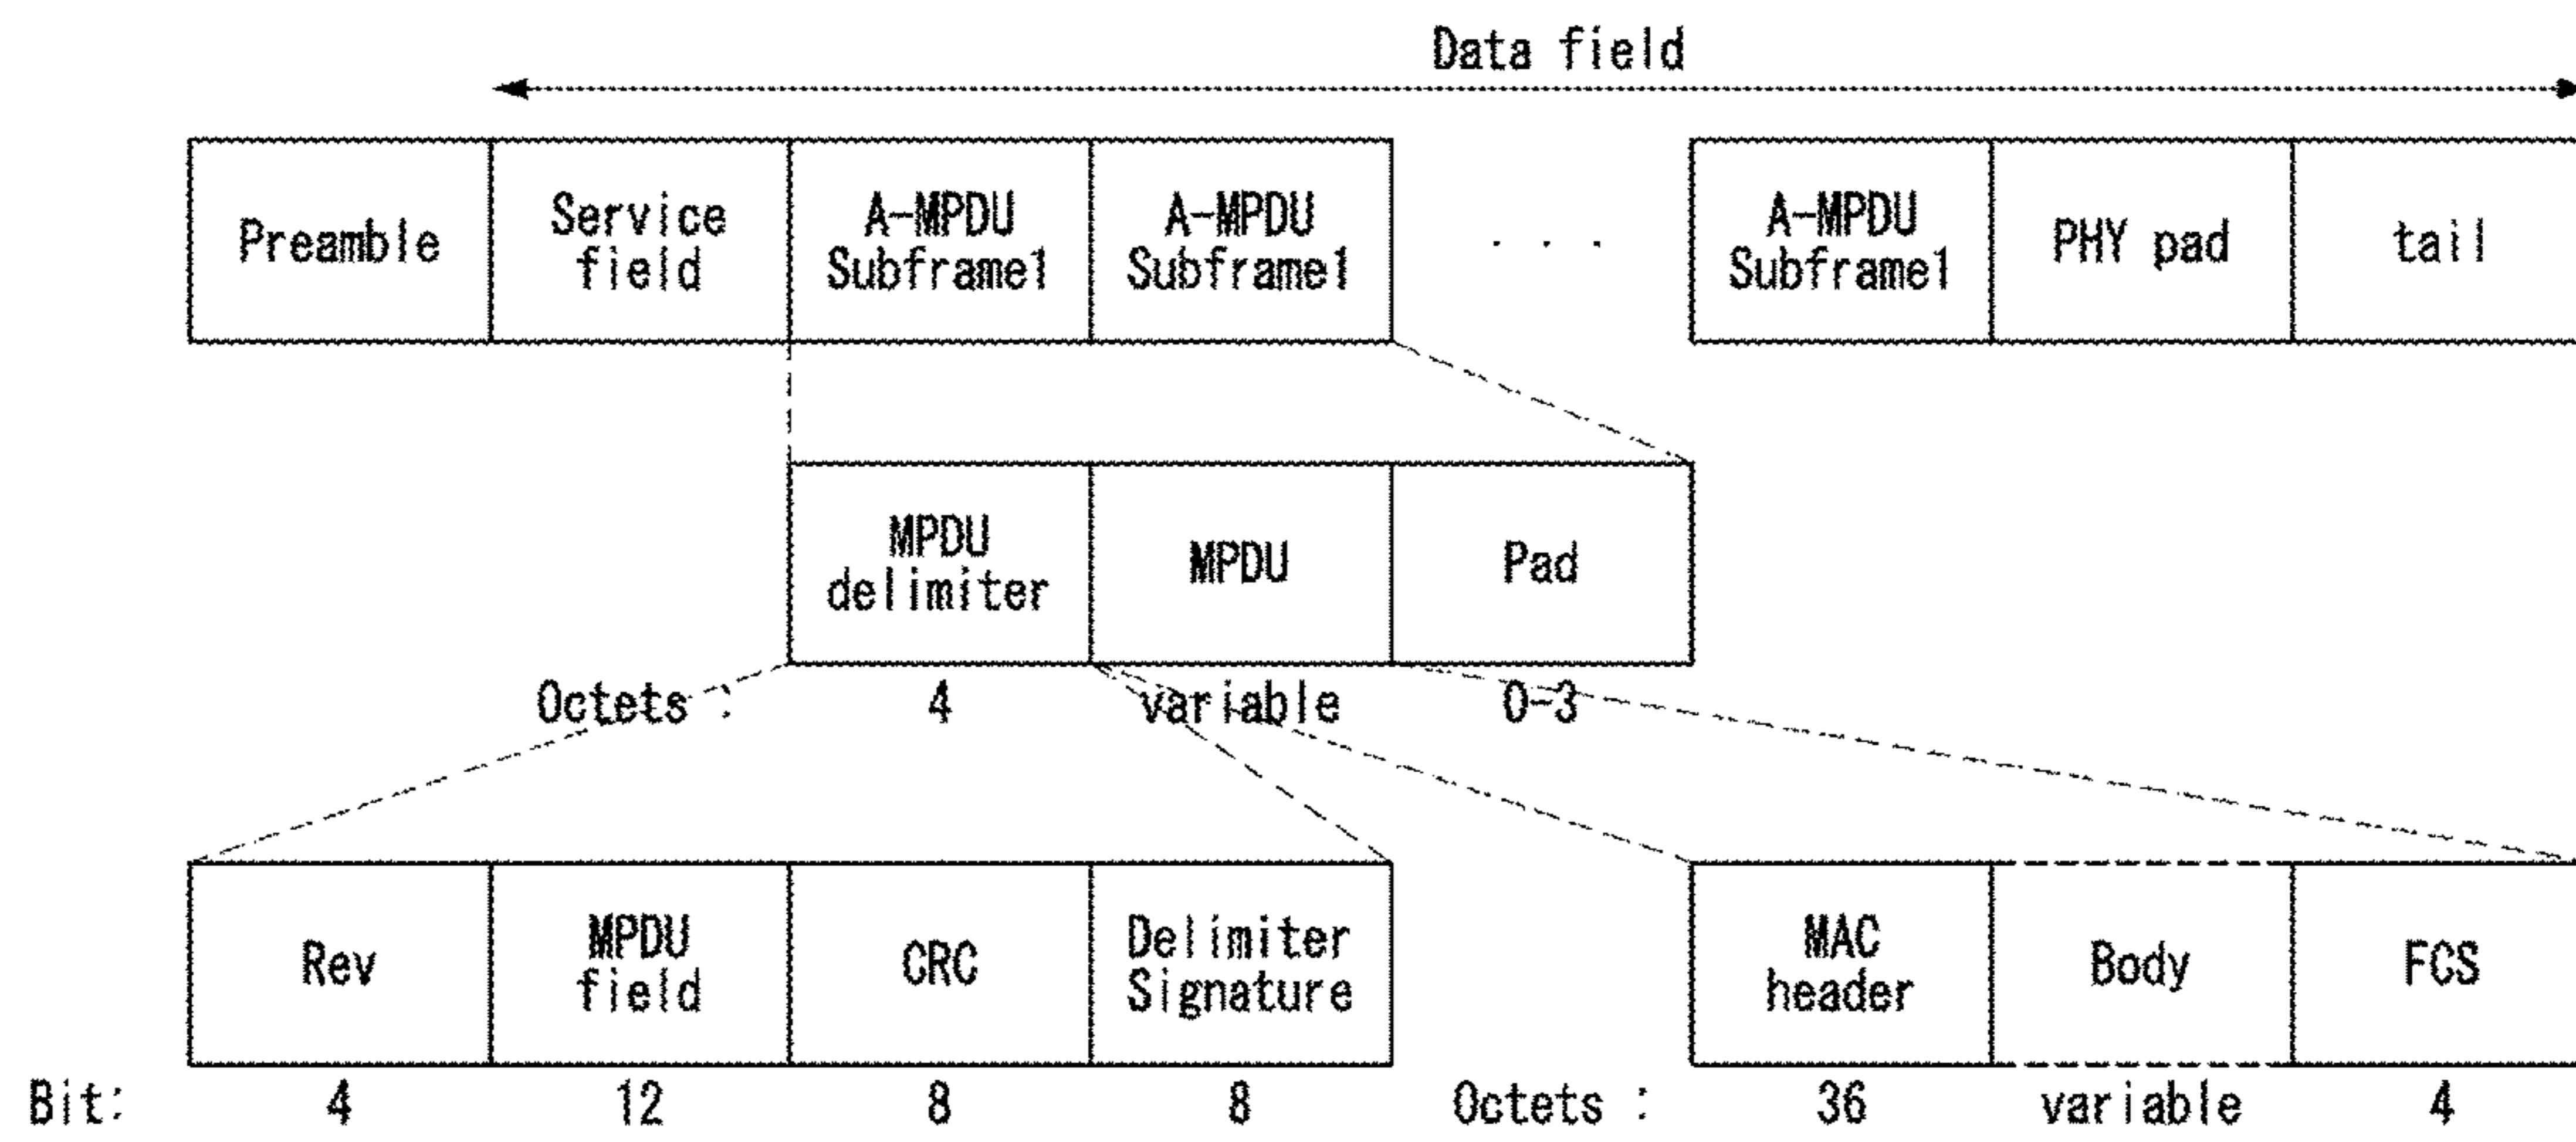 Data field
Preamble
Service
field
A-MPDU
Subframe1
A-MPDU
Subframe1
. . .
A-MPDU
Subframe1
PHY pad
tail
MPDU
delimiter
MPDU
Pad
Octets : 4 variable 0-3
Rev
MPDU
field
CRC
Delimiter
Signature
MAC
header
Body
FCS
Bit: 4 12 8 8 Octets : 36 variable 4